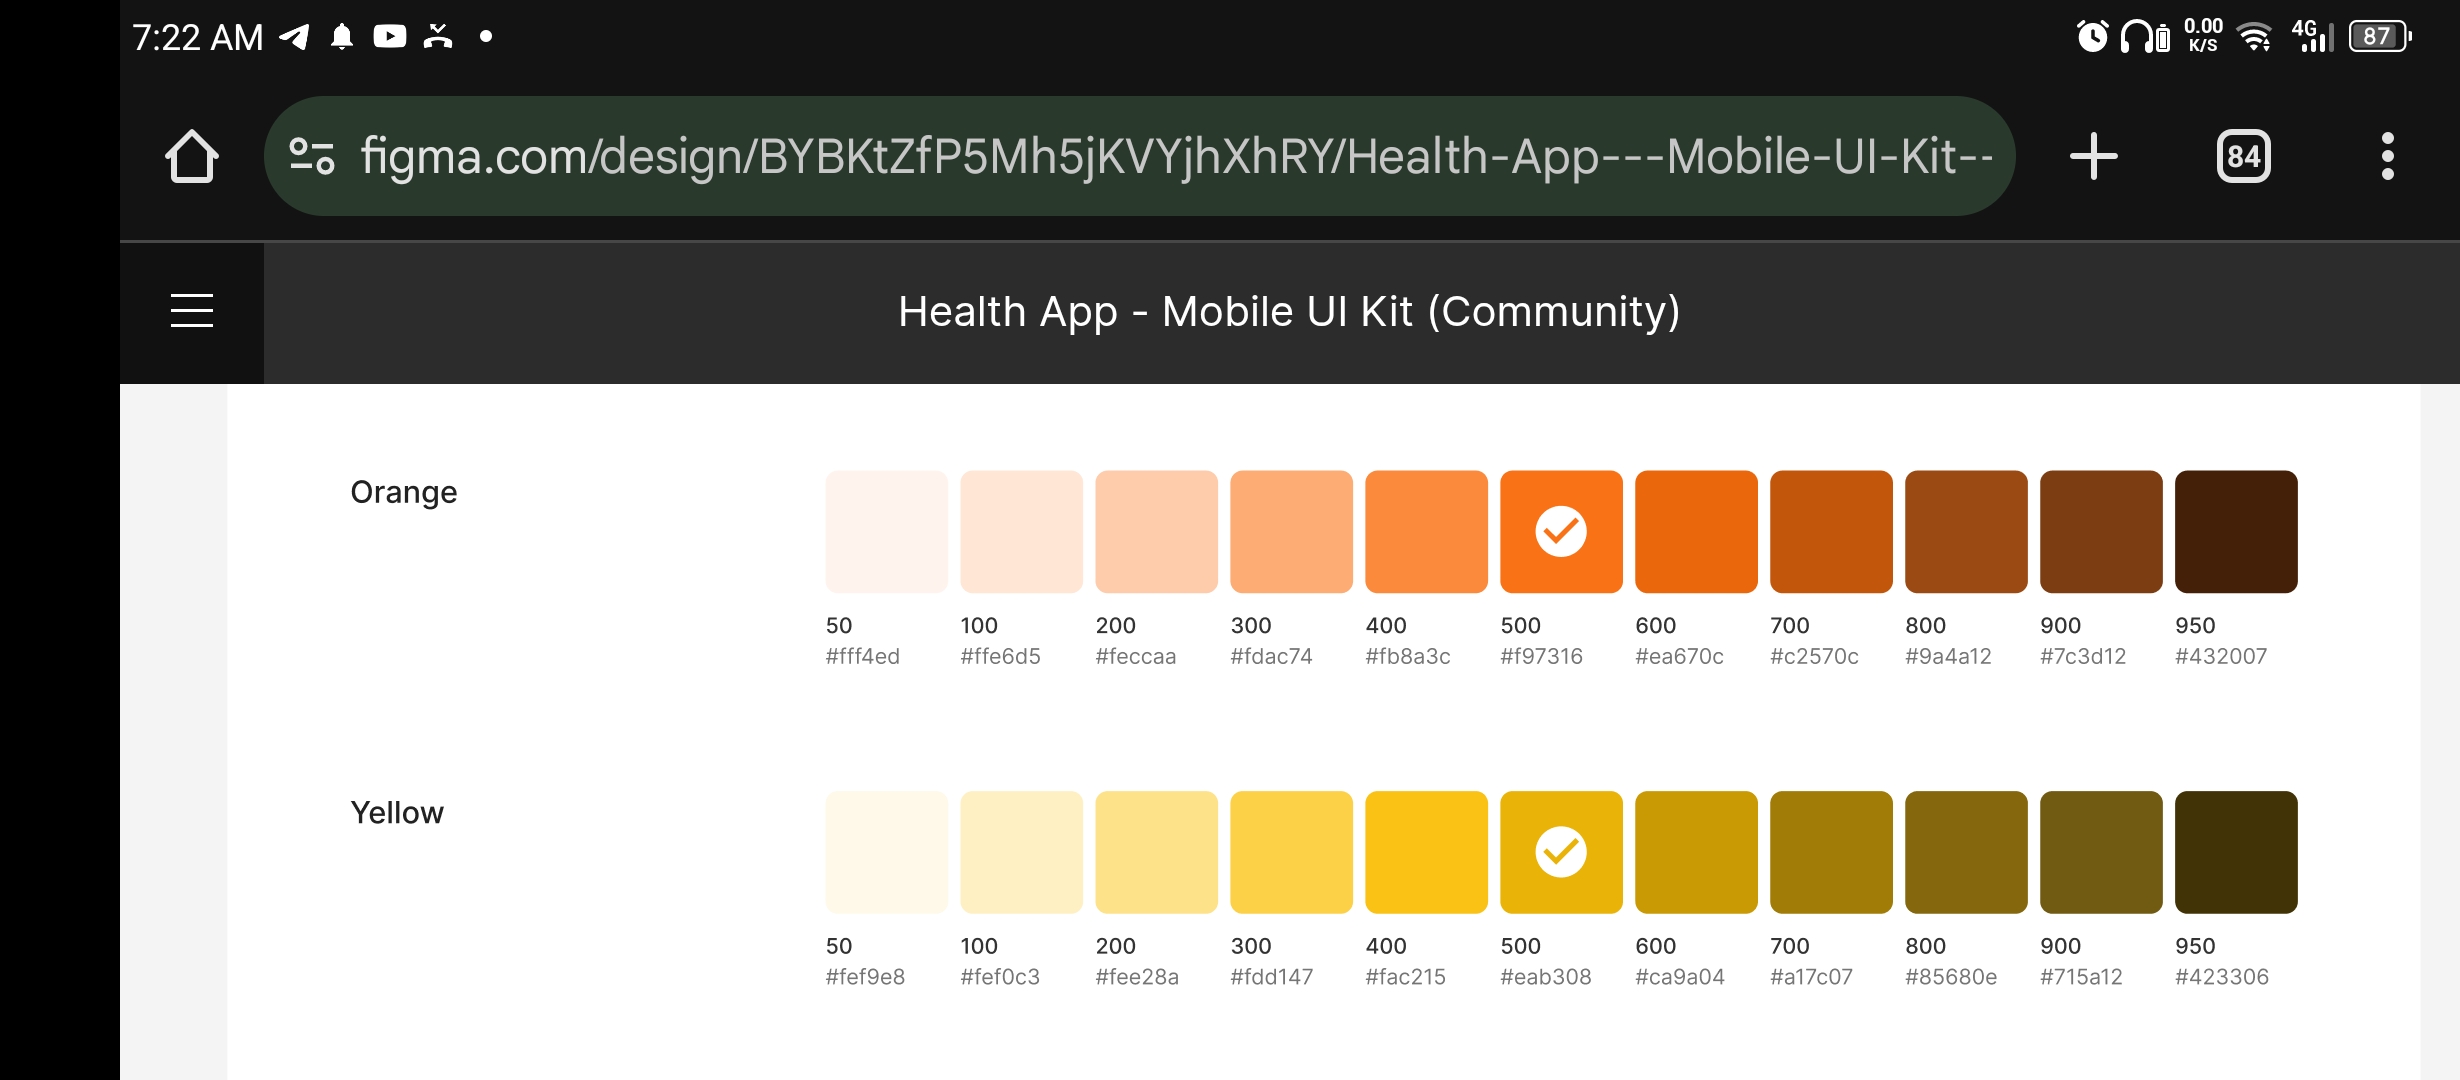 7:22 AM
0.00
K/S
4G
87
figma.com/design/BYBKtZfP5Mh5jKVYjhXhRY/Health-App---Mobile-UI-Kit--
84
Health App - Mobile UI Kit (Community)
Orange
50 100 200 300 400 500 600 700 800 900 950
#fff4ed #ffe6d5 #feccaa #fdac74 #fb8a3c #f97316 #ea670c #c2570c #9a4a12 #7c3d12 #432007
Yellow
50 100 200 300 400 500 600 700 800 900 950
#fef9e8 #fef0c3 #fee28a #fdd147 #fac215 #eab308 #ca9a04 #a17c07 #85680e #715a12 #423306